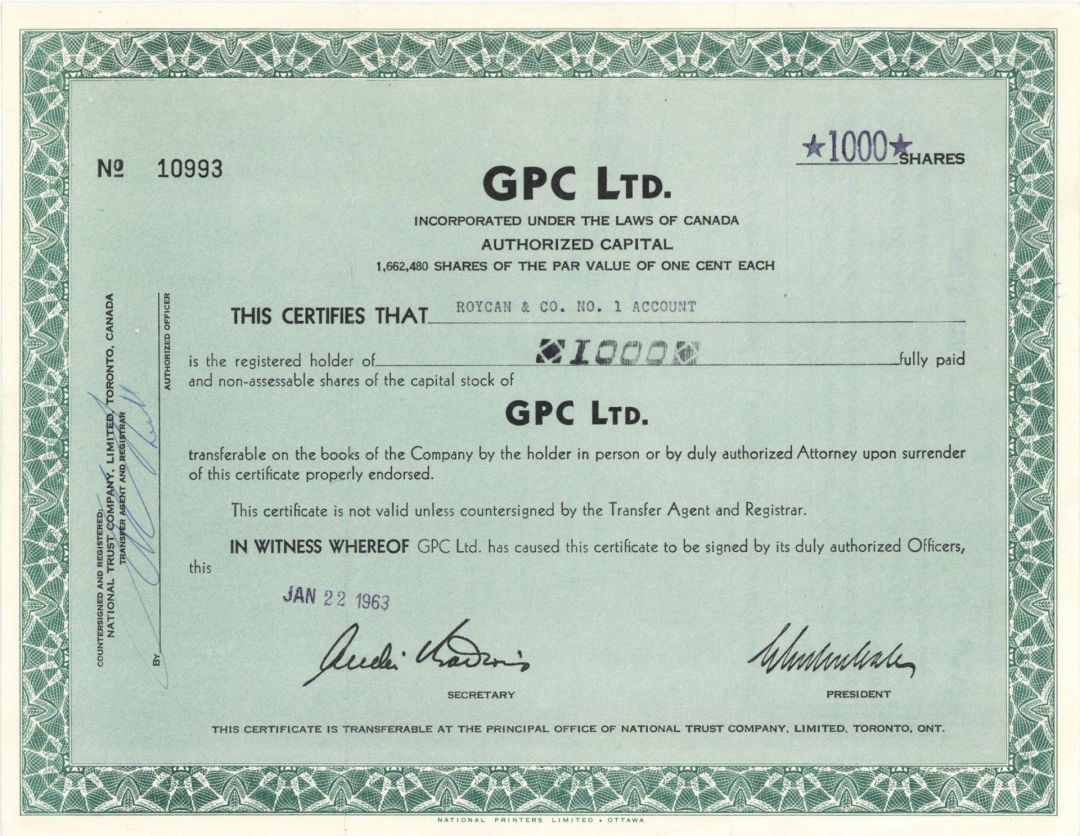 Nº 10993
★1000★ SHARES
GPC LTD.
INCORPORATED UNDER THE LAWS OF CANADA
AUTHORIZED CAPITAL
1,662,480 SHARES OF THE PAR VALUE OF ONE CENT EACH
THIS CERTIFIES THAT ROYCAN & CO. NO. 1 ACCOUNT
is the registered holder of 1000 fully paid
and non-assessable shares of the capital stock of
GPC LTD.
transferable on the books of the Company by the holder in person or by duly authorized Attorney upon surrender
of this certificate properly endorsed.
This certificate is not valid unless countersigned by the Transfer Agent and Registrar.
IN WITNESS WHEREOF GPC Ltd. has caused this certificate to be signed by its duly authorized Officers,
this
JAN 22 1963
SECRETARY
PRESIDENT
THIS CERTIFICATE IS TRANSFERABLE AT THE PRINCIPAL OFFICE OF NATIONAL TRUST COMPANY, LIMITED, TORONTO, ONT.
COUNTERSIGNED AND REGISTERED:
NATIONAL TRUST COMPANY, LIMITED, TORONTO, CANADA
TRANSFER AGENT AND REGISTRAR
By
AUTHORIZED OFFICER
NATIONAL PRINTERS LIMITED • OTTAWA